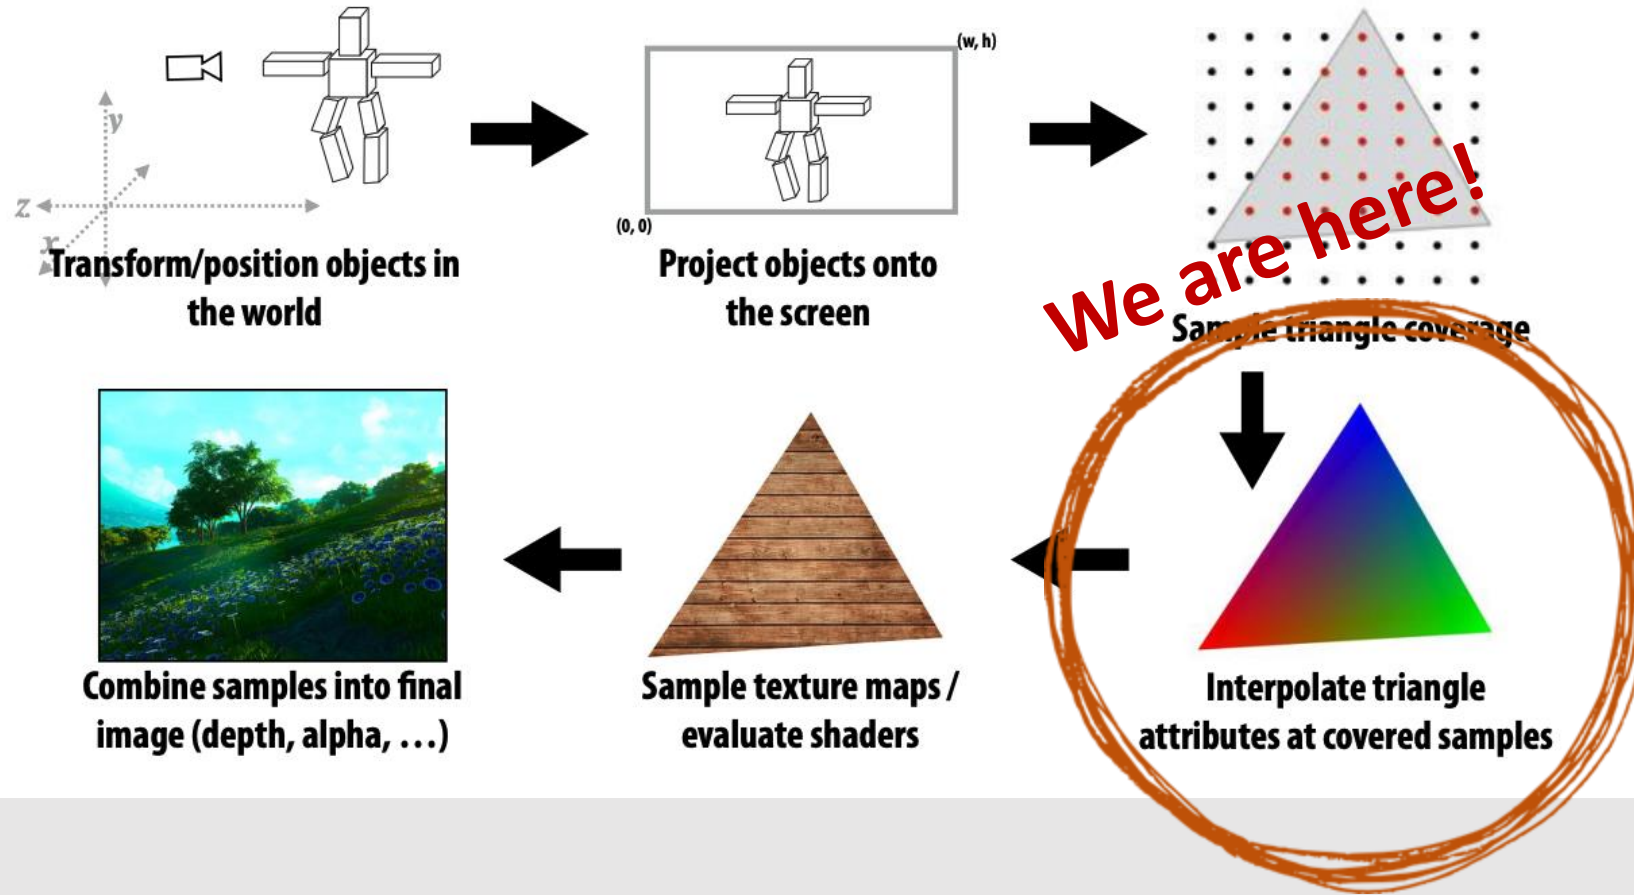 y
z
x
Transform/position objects in
the world
(w, h)
(0, 0)
Project objects onto
the screen
We are here!
Sample triangle coverage
Combine samples into final
image (depth, alpha, …)
Sample texture maps /
evaluate shaders
Interpolate triangle
attributes at covered samples